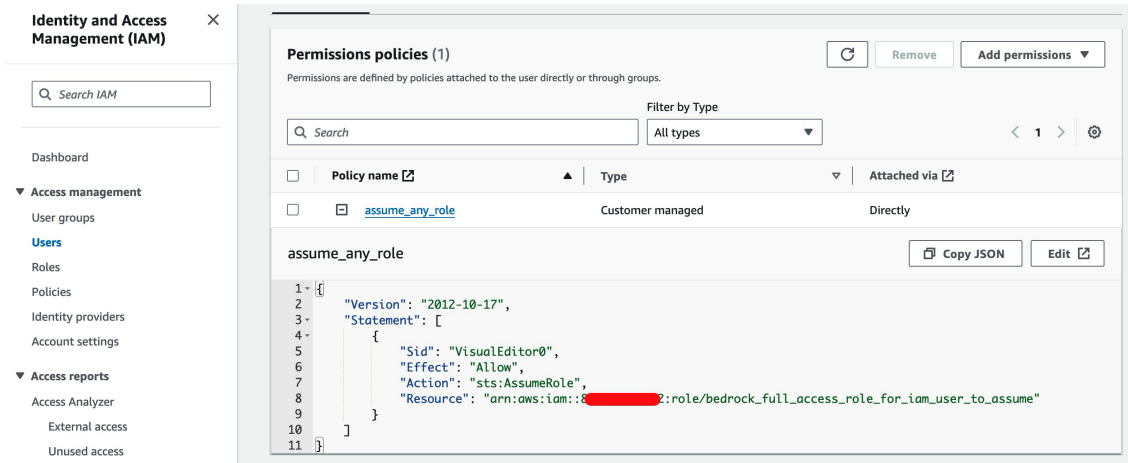 Identity and Access
Management (IAM)
Search IAM
Dashboard
Access management
User groups
Users
Roles
Policies
Identity providers
Account settings
Access reports
Access Analyzer
External access
Unused access
Permissions policies (1)
Remove
Add permissions
Permissions are defined by policies attached to the user directly or through groups.
Filter by Type
Search
All types
1
Policy name
Type
Attached via
assume_any_role
Customer managed
Directly
assume_any_role
Copy JSON
Edit
1 {
2 "Version": "2012-10-17",
3 "Statement": [
4 {
5 "Sid": "VisualEditor0",
6 "Effect": "Allow",
7 "Action": "sts:AssumeRole",
8 "Resource": "arn:aws:iam::8 2:role/bedrock_full_access_role_for_iam_user_to_assume"
9 }
10 ]
11 }